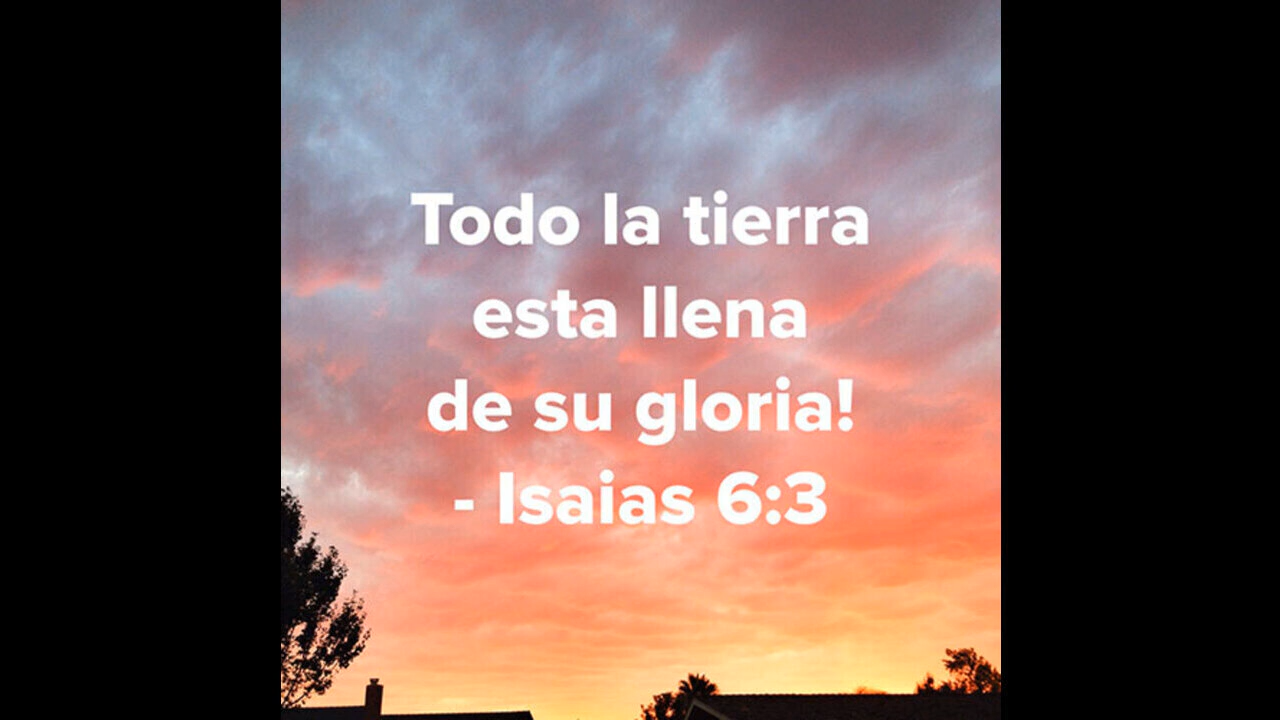 Todo la tierra
esta llena
de su gloria!
- Isaias 6:3